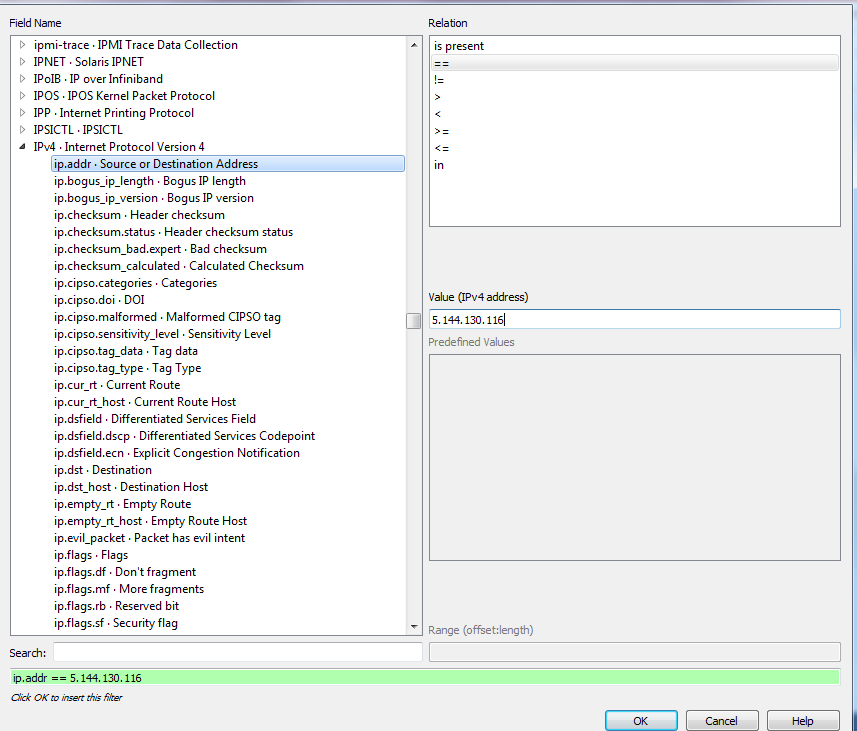 Field Name
ipmi-trace · IPMI Trace Data Collection
IPNET · Solaris IPNET
IPoIB · IP over Infiniband
IPOS · IPOS Kernel Packet Protocol
IPP · Internet Printing Protocol
IPSICTL · IPSICTL
IPv4 · Internet Protocol Version 4
ip.addr · Source or Destination Address
ip.bogus_ip_length · Bogus IP length
ip.bogus_ip_version · Bogus IP version
ip.checksum · Header checksum
ip.checksum.status · Header checksum status
ip.checksum_bad.expert · Bad checksum
ip.checksum_calculated · Calculated Checksum
ip.cipso.categories · Categories
ip.cipso.doi · DOI
ip.cipso.malformed · Malformed CIPSO tag
ip.cipso.sensitivity_level · Sensitivity Level
ip.cipso.tag_data · Tag data
ip.cipso.tag_type · Tag Type
ip.cur_rt · Current Route
ip.cur_rt_host · Current Route Host
ip.dsfield · Differentiated Services Field
ip.dsfield.dscp · Differentiated Services Codepoint
ip.dsfield.ecn · Explicit Congestion Notification
ip.dst · Destination
ip.dst_host · Destination Host
ip.empty_rt · Empty Route
ip.empty_rt_host · Empty Route Host
ip.evil_packet · Packet has evil intent
ip.flags · Flags
ip.flags.df · Don't fragment
ip.flags.mf · More fragments
ip.flags.rb · Reserved bit
ip.flags.sf · Security flag
Search:
Relation
is present
==
!=
>
<
>=
<=
in
Value (IPv4 address)
5.144.130.116
Predefined Values
Range (offset:length)
ip.addr == 5.144.130.116
Click OK to insert this filter
OK
Cancel
Help